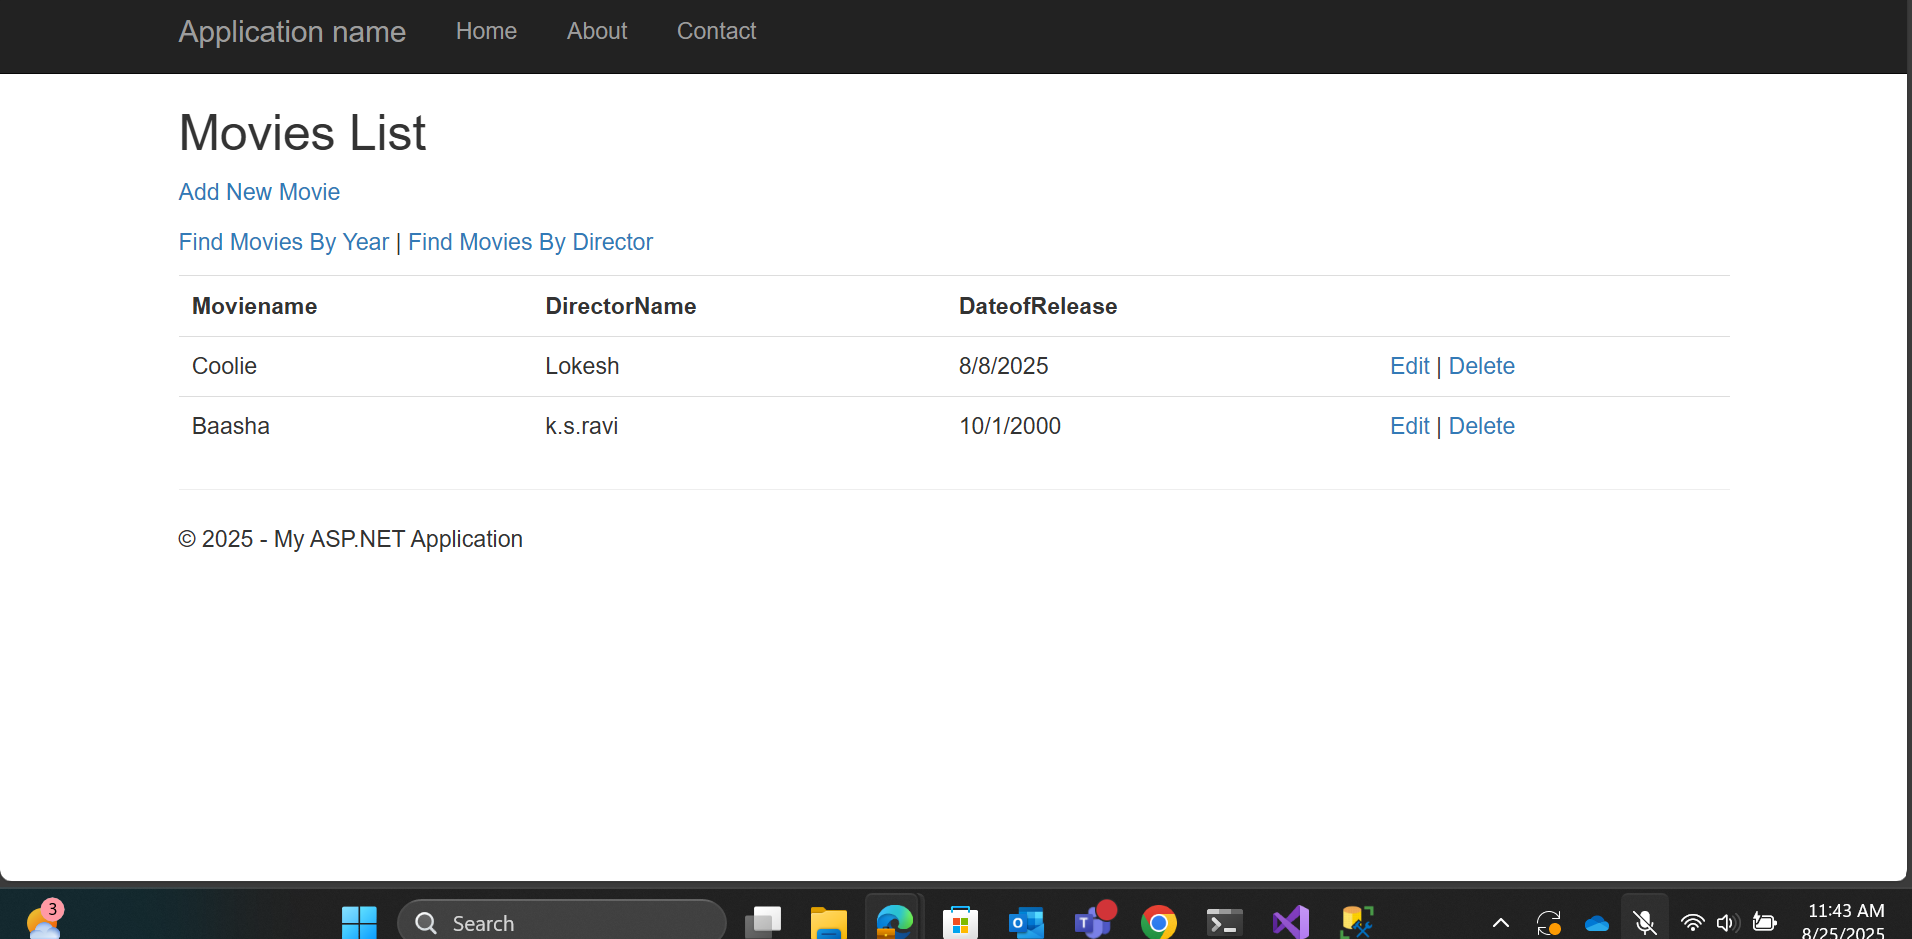 Application name Home About Contact
Movies List
Add New Movie
Find Movies By Year | Find Movies By Director
Moviename DirectorName DateofRelease
Coolie Lokesh 8/8/2025 Edit | Delete
Baasha k.s.ravi 10/1/2000 Edit | Delete
© 2025 - My ASP.NET Application
3
Search
11:43 AM
8/25/2025